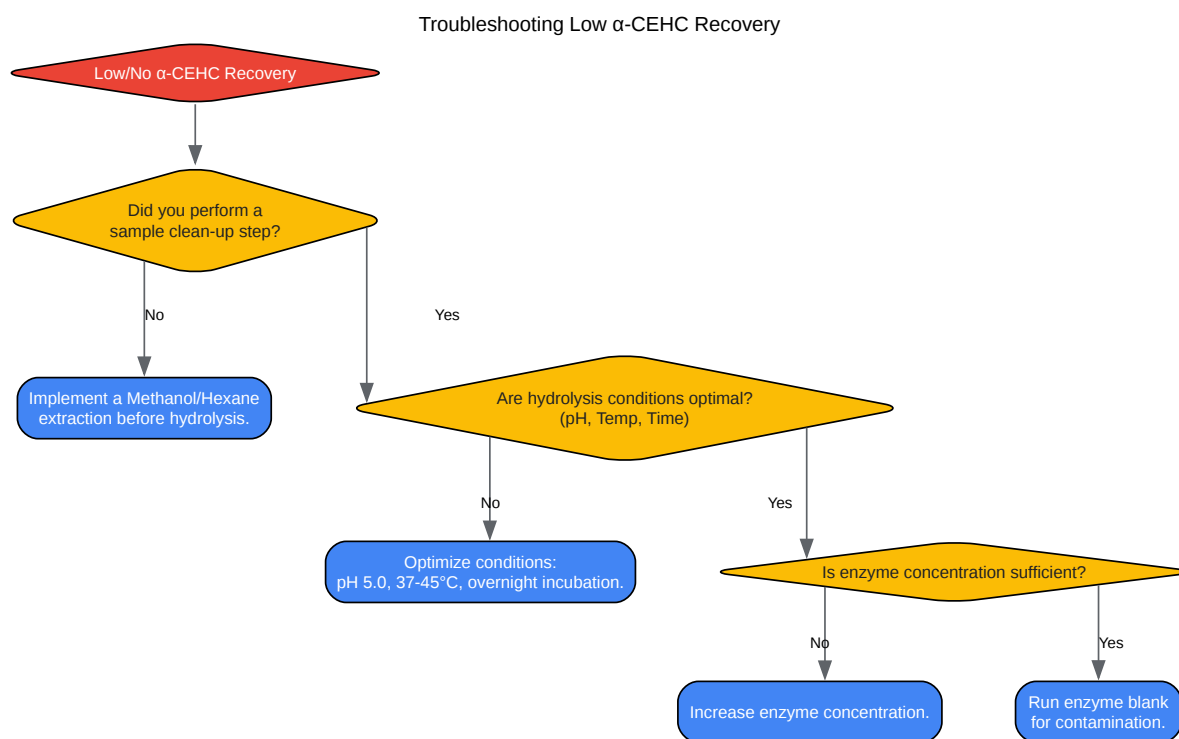 Troubleshooting Low α-CEHC Recovery
Low/No α-CEHC Recovery
Did you perform a
sample clean-up step?
No
Yes
Implement a Methanol/Hexane
extraction before hydrolysis.
Are hydrolysis conditions optimal?
(pH, Temp, Time)
No
Yes
Optimize conditions:
pH 5.0, 37-45°C, overnight incubation.
Is enzyme concentration sufficient?
No
Yes
Increase enzyme concentration.
Run enzyme blank
for contamination.